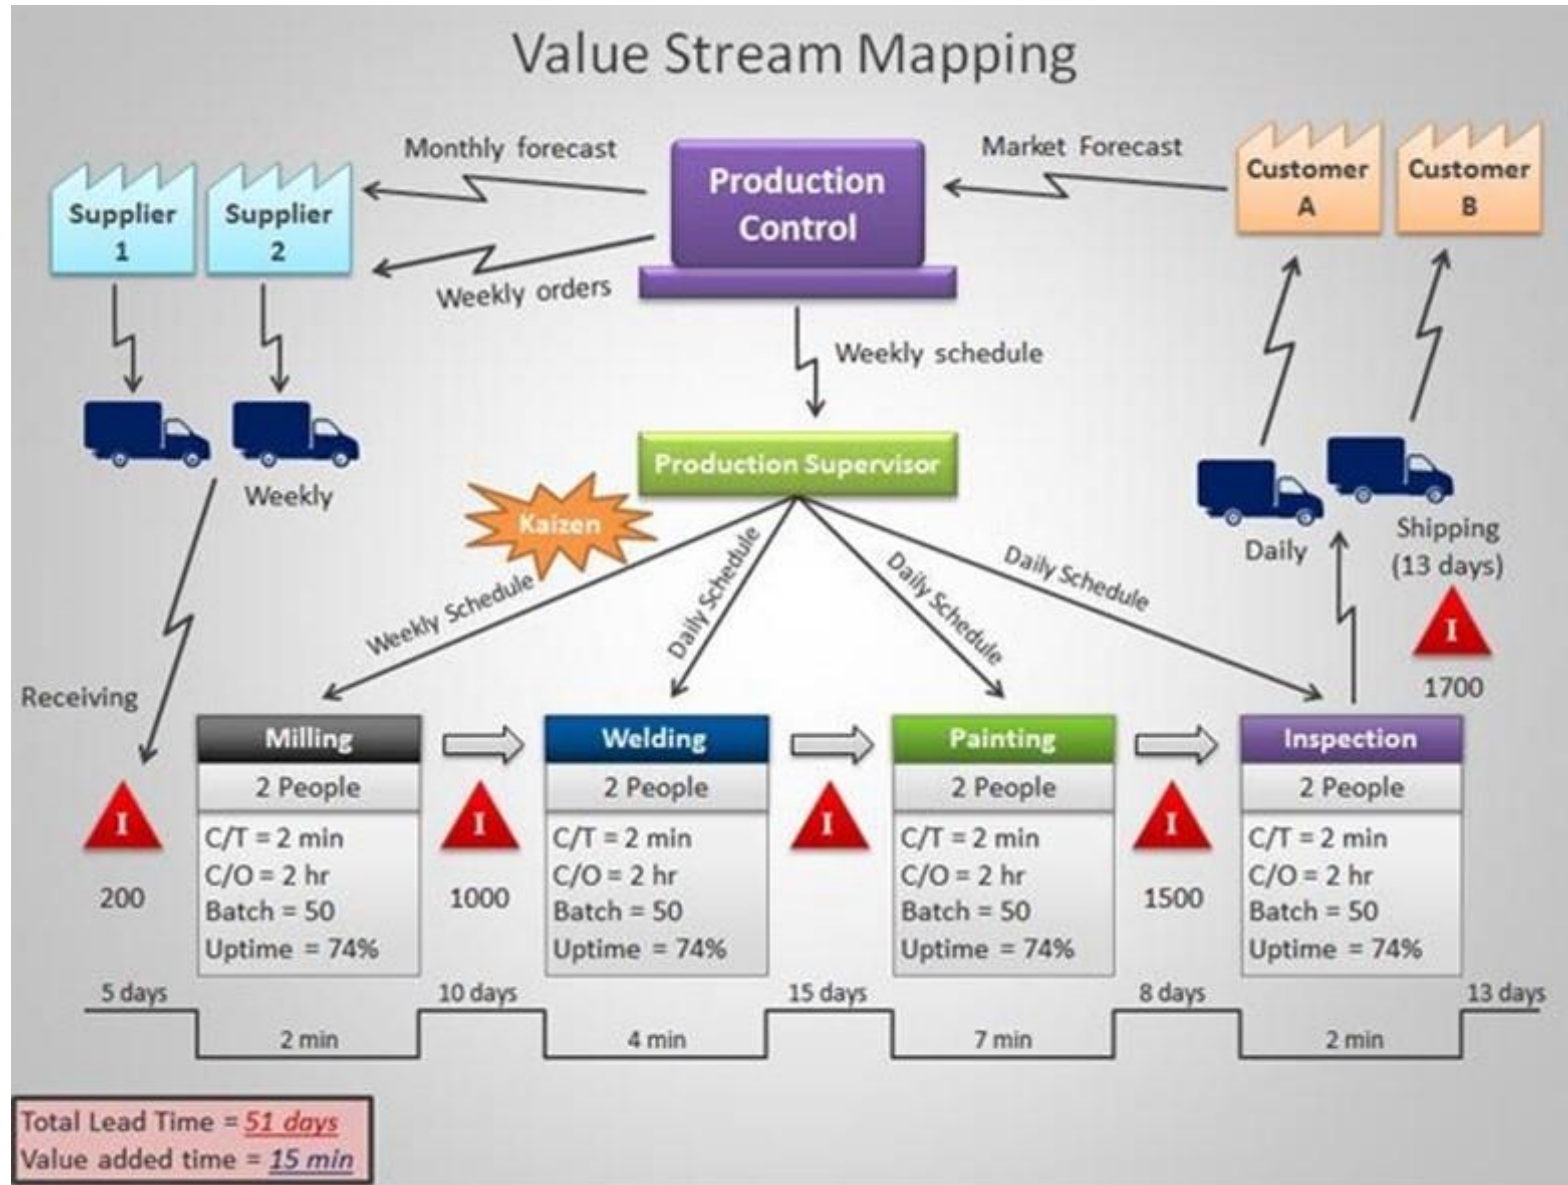 Value Stream Mapping
Monthly forecast
Market Forecast
Production
Control
Supplier
1
Supplier
2
Customer
A
Customer
B
Weekly orders
Weekly schedule
Production Supervisor
Kaizen
Weekly
Daily
Shipping
(13 days)
I
1700
Weekly Schedule
Daily Schedule
Daily Schedule
Daily Schedule
Receiving
I
200
Milling
2 People
C/T = 2 min
C/O = 2 hr
Batch = 50
Uptime = 74%
I
1000
Welding
2 People
C/T = 2 min
C/O = 2 hr
Batch = 50
Uptime = 74%
I
Painting
2 People
C/T = 2 min
C/O = 2 hr
Batch = 50
Uptime = 74%
I
1500
Inspection
2 People
C/T = 2 min
C/O = 2 hr
Batch = 50
Uptime = 74%
5 days
2 min
10 days
4 min
15 days
7 min
8 days
2 min
13 days
Total Lead Time = 51 days
Value added time = 15 min